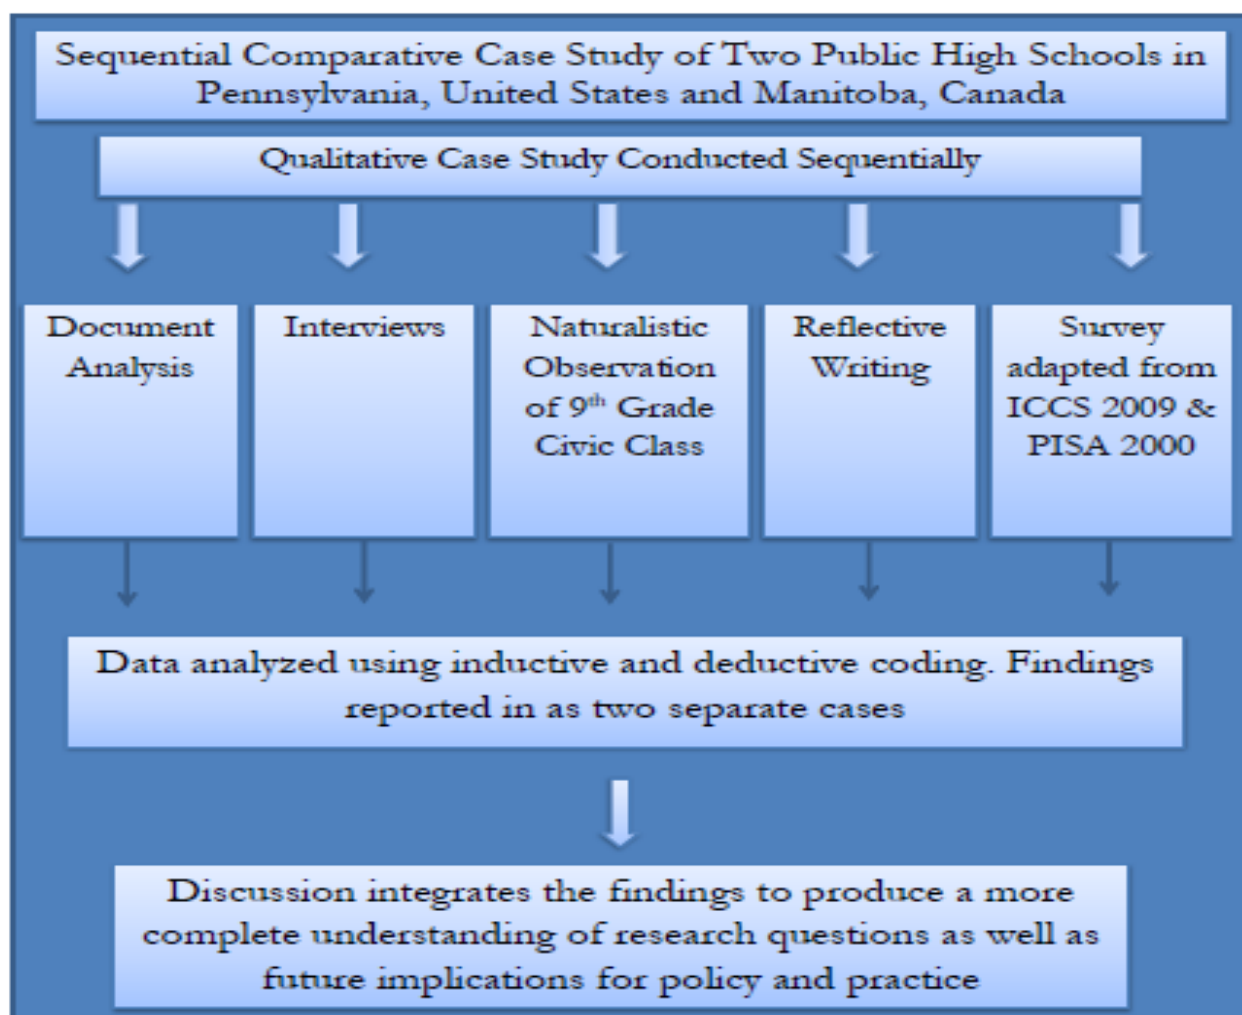 Sequential Comparative Case Study of Two Public High Schools in
Pennsylvania, United States and Manitoba, Canada
Qualitative Case Study Conducted Sequentially
Document
Analysis
Interviews
Naturalistic
Observation
of 9th Grade
Civic Class
Reflective
Writing
Survey
adapted from
ICCS 2009 &
PISA 2000
Data analyzed using inductive and deductive coding. Findings
reported in as two separate cases
Discussion integrates the findings to produce a more
complete understanding of research questions as well as
future implications for policy and practice